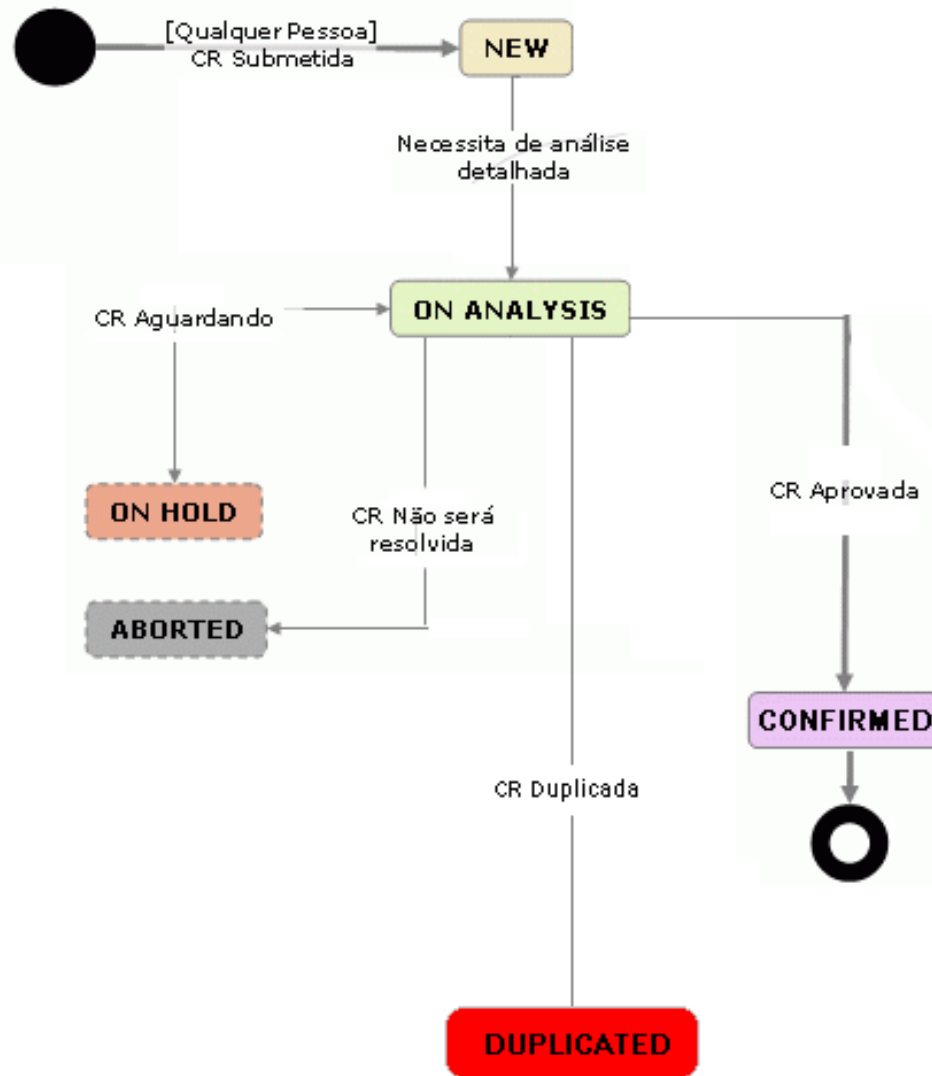 [Qualquer Pessoa]
CR Submetida
NEW
Necessita de análise
detalhada
ON ANALYSIS
CR Aguardando
ON HOLD
CR Não será
resolvida
CR Aprovada
ABORTED
CONFIRMED
CR Duplicada
DUPLICATED